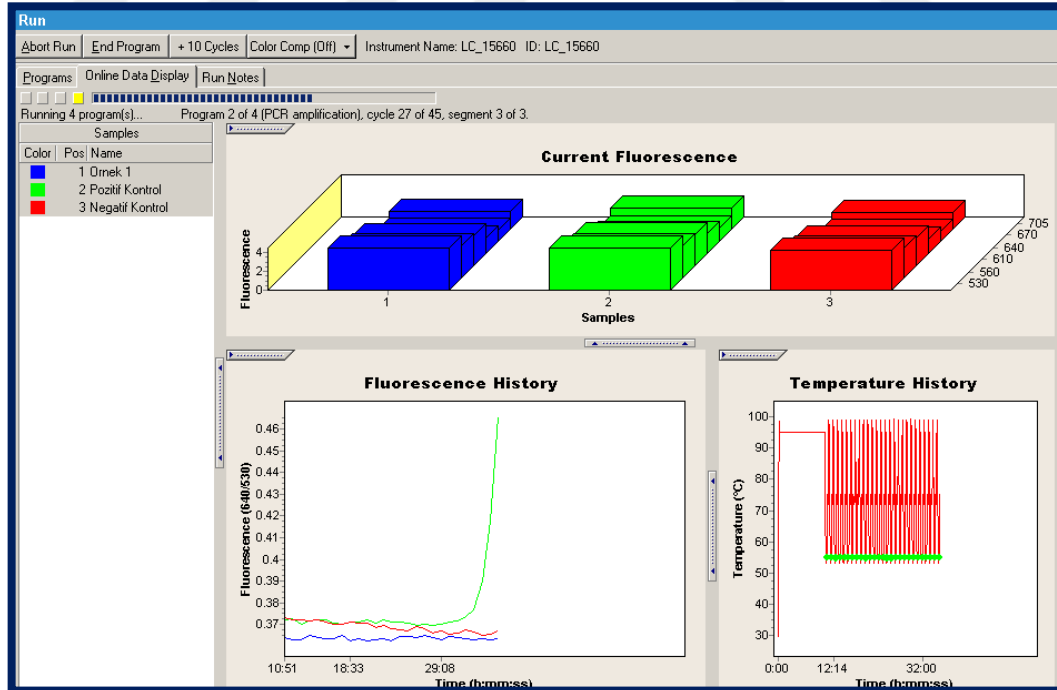 Run
Abort Run End Program + 10 Cycles Color Comp (Off) Instrument Name: LC_15660 ID: LC_15660
Programs Online Data Display Run Notes
Running 4 program(s)... Program 2 of 4 (PCR amplification), cycle 27 of 45, segment 3 of 3.
Samples
Color Pos Name
1 Ornek 1
2 Pozitif Kontrol
3 Negatif Kontrol
Current Fluorescence
Fluorescence
4
2
0
1 2 3
Samples
705
670
640
610
560
530
Fluorescence History
Fluorescence (640/530)
0.46
0.45
0.44
0.43
0.42
0.41
0.4
0.39
0.38
0.37
10:51 18:33 29:08
Time (h:mm:ss)
Temperature History
Temperature (°C)
100
90
80
70
60
50
40
30
0:00 12:14 32:00
Time (h:mm:ss)